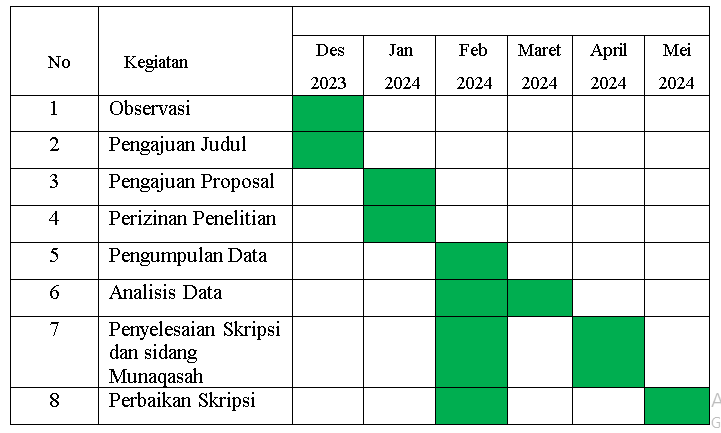 No Kegiatan
Des 2023 Jan 2024 Feb 2024 Maret 2024 April 2024 Mei 2024
1 Observasi
2 Pengajuan Judul
3 Pengajuan Proposal
4 Perizinan Penelitian
5 Pengumpulan Data
6 Analisis Data
7 Penyelesaian Skripsi
dan sidang
Munaqasah
8 Perbaikan Skripsi